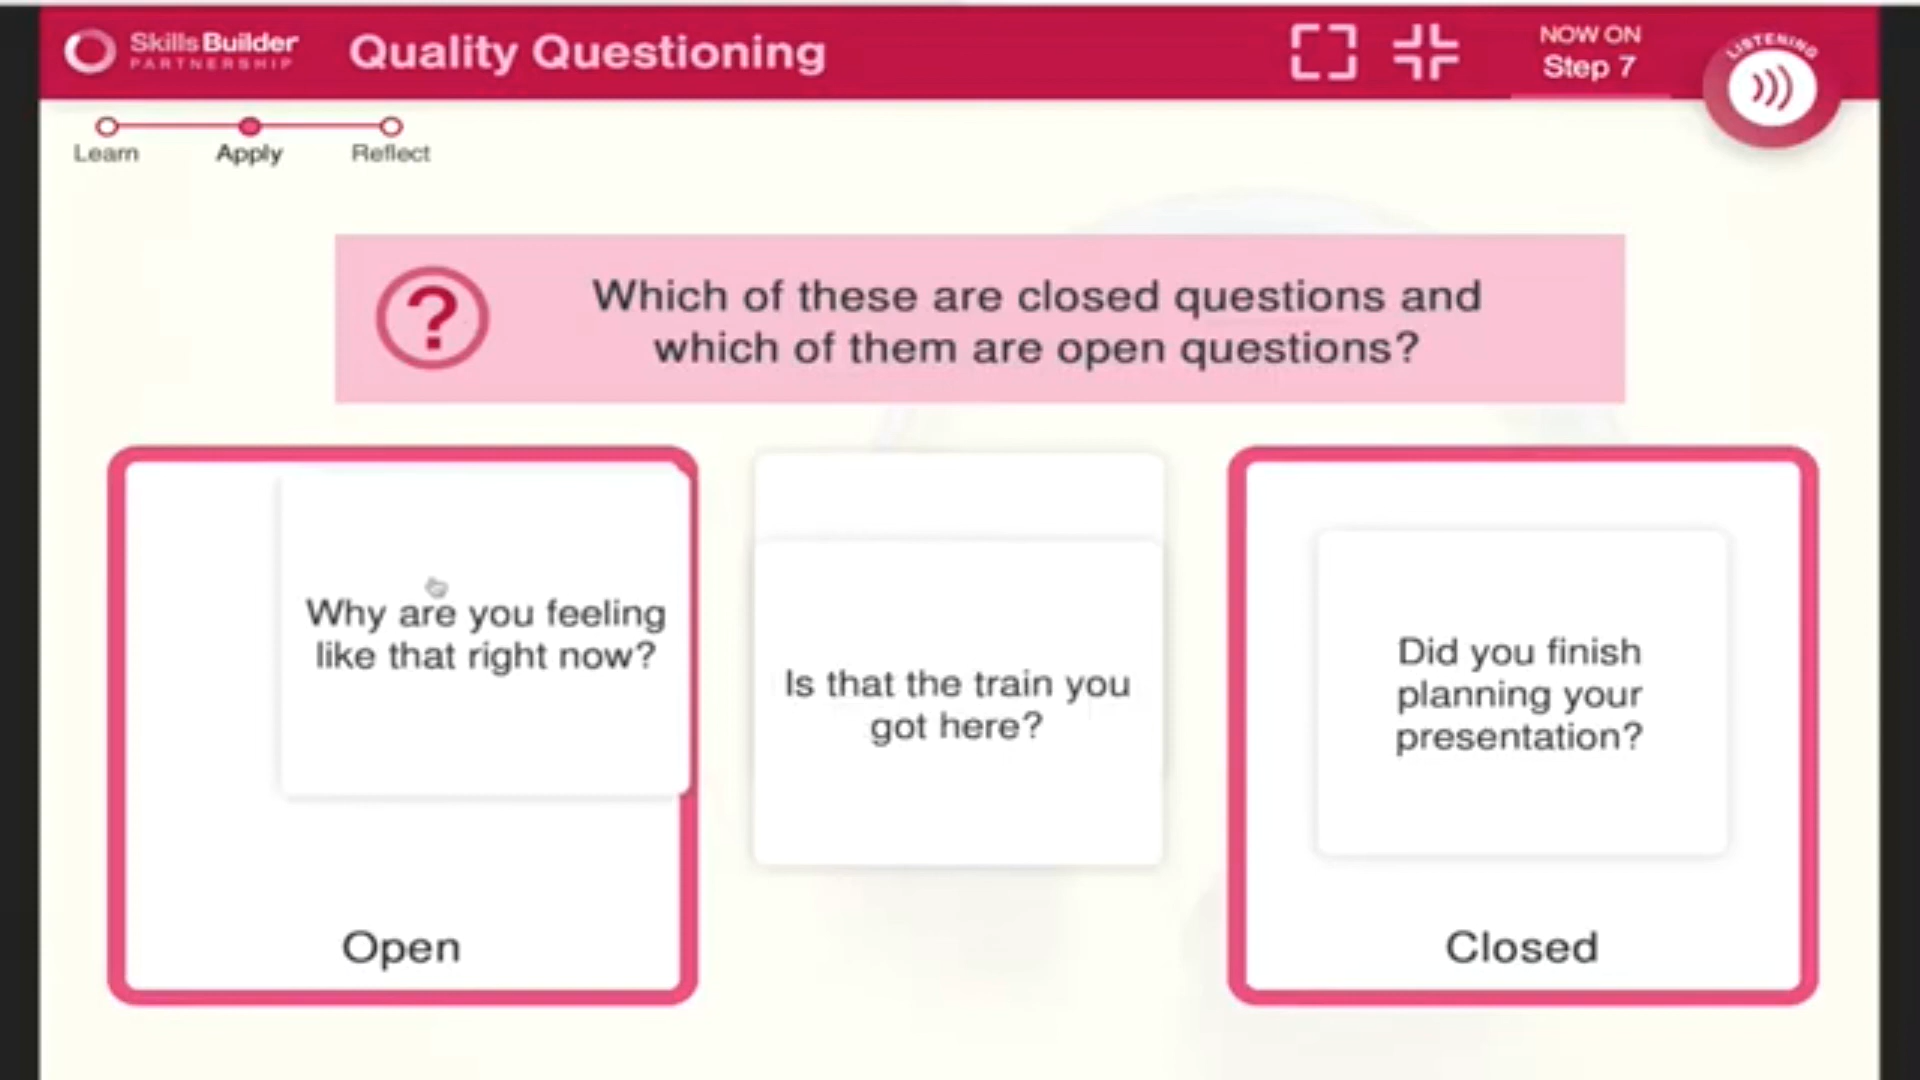 Skills Builder
PARTNERSHIP
Quality Questioning
NOW ON
Step 7
LISTENING
Learn
Apply
Reflect
?
Which of these are closed questions and
which of them are open questions?
Why are you feeling
like that right now?
Open
Is that the train you
got here?
Did you finish
planning your
presentation?
Closed